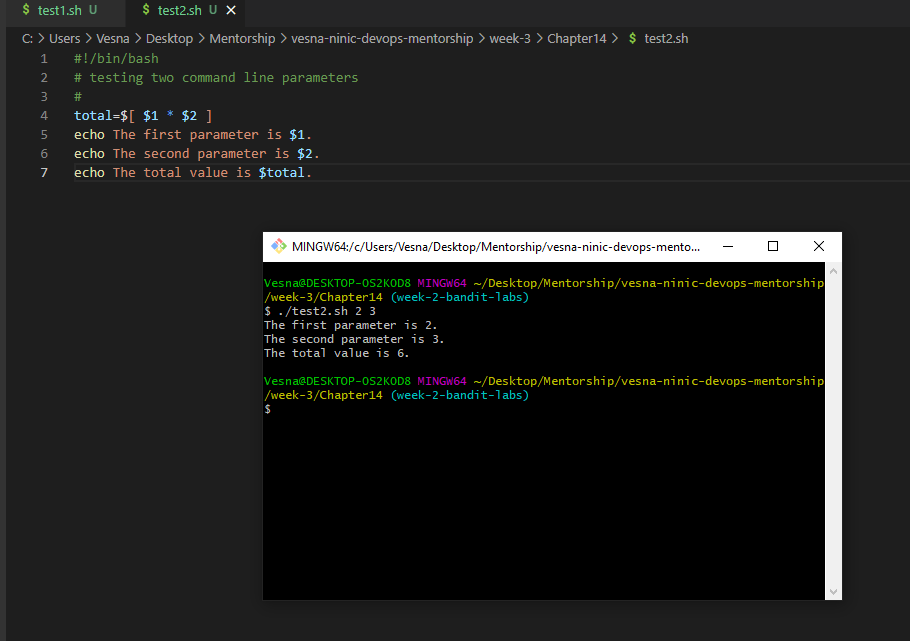 $ test1.sh U $ test2.sh U
C: > Users > Vesna > Desktop > Mentorship > vesna-ninic-devops-mentorship > week-3 > Chapter14 > $ test2.sh
1 #!/bin/bash
2 # testing two command line parameters
3 #
4 total=$[ $1 * $2 ]
5 echo The first parameter is $1.
6 echo The second parameter is $2.
7 echo The total value is $total.
MINGW64:/c/Users/Vesna/Desktop/Mentorship/vesna-ninic-devops-mento...
Vesna@DESKTOP-OS2KOD8 MINGW64 ~/Desktop/Mentorship/vesna-ninic-devops-mentorship
/week-3/Chapter14 (week-2-bandit-labs)
$ ./test2.sh 2 3
The first parameter is 2.
The second parameter is 3.
The total value is 6.
Vesna@DESKTOP-OS2KOD8 MINGW64 ~/Desktop/Mentorship/vesna-ninic-devops-mentorship
/week-3/Chapter14 (week-2-bandit-labs)
$